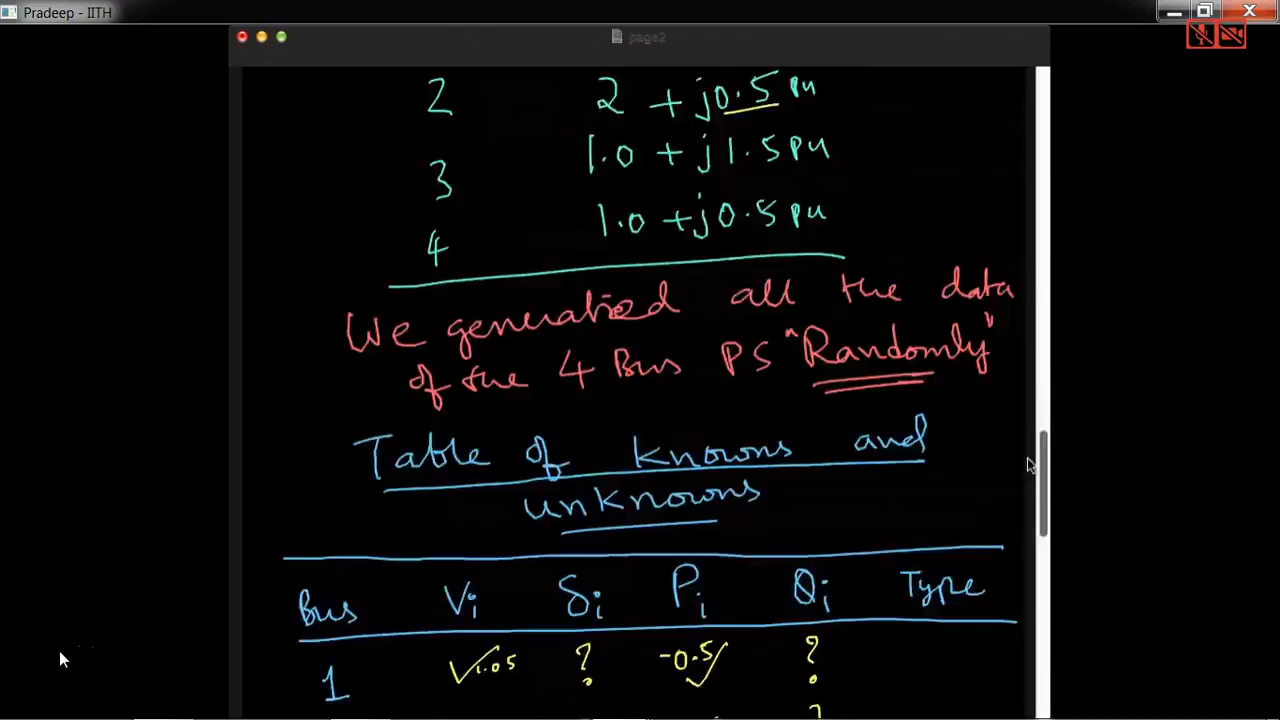 Pradeep - IITH
page2
2 2 + j0.5 pu
3 1.0 + j1.5 pu
4 1.0 + j0.5 pu
We generatied all the data
of the 4 Bus PS "Randomly"
Table of knowns and
unknowns
Bus Vi δi Pi Qi Type
1 ✓1.05 ? -0.5✓ ?
?